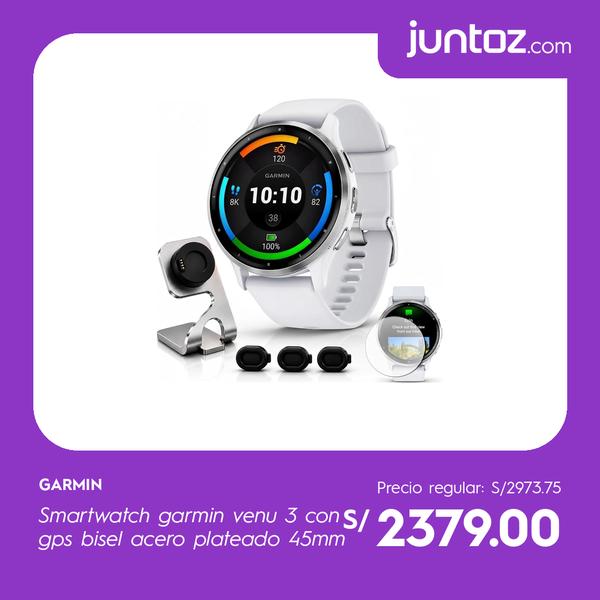 juntoz.com
120
GARMIN
8K
10:10
82
38
100%
GARMIN
Precio regular: S/2973.75
Smartwatch garmin venu 3 con
gps bisel acero plateado 45mm
S/ 2379.00